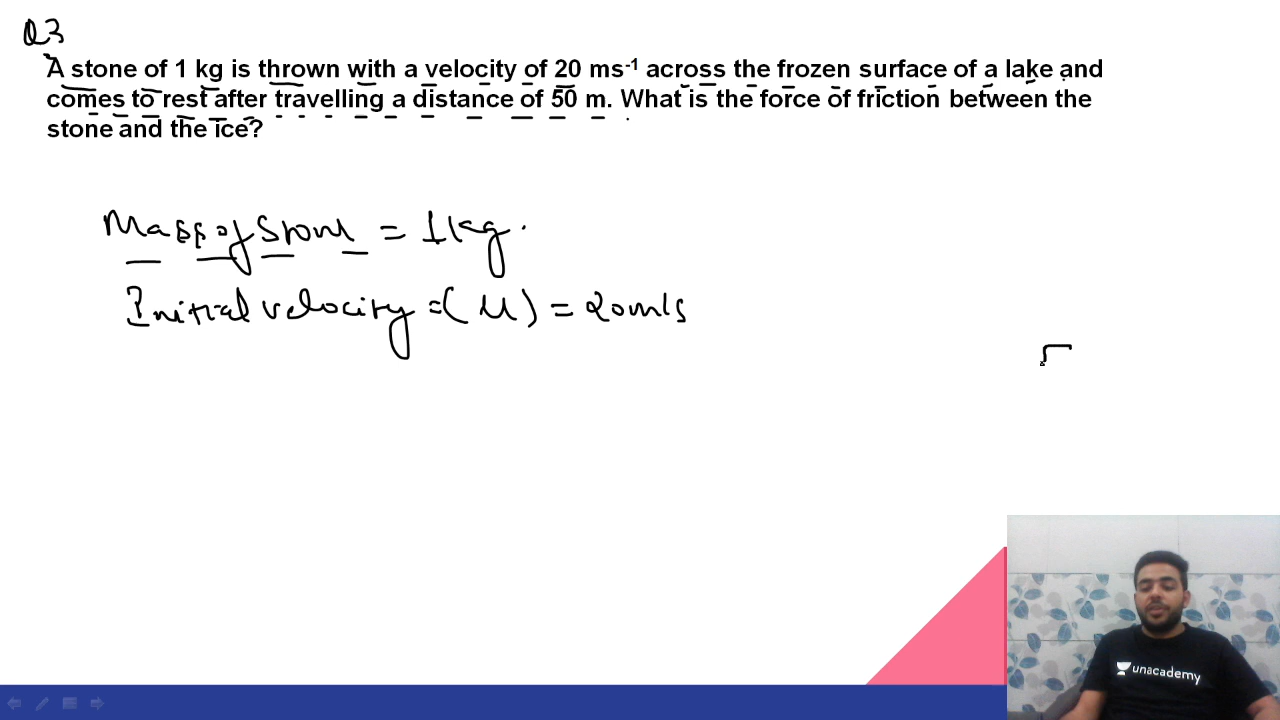 Q3
A stone of 1 kg is thrown with a velocity of 20 ms-1 across the frozen surface of a lake and
comes to rest after travelling a distance of 50 m. What is the force of friction between the
stone and the ice?
Mass of Stone = 1kg.
Initial velocity =(u) = 20m/s
unacademy